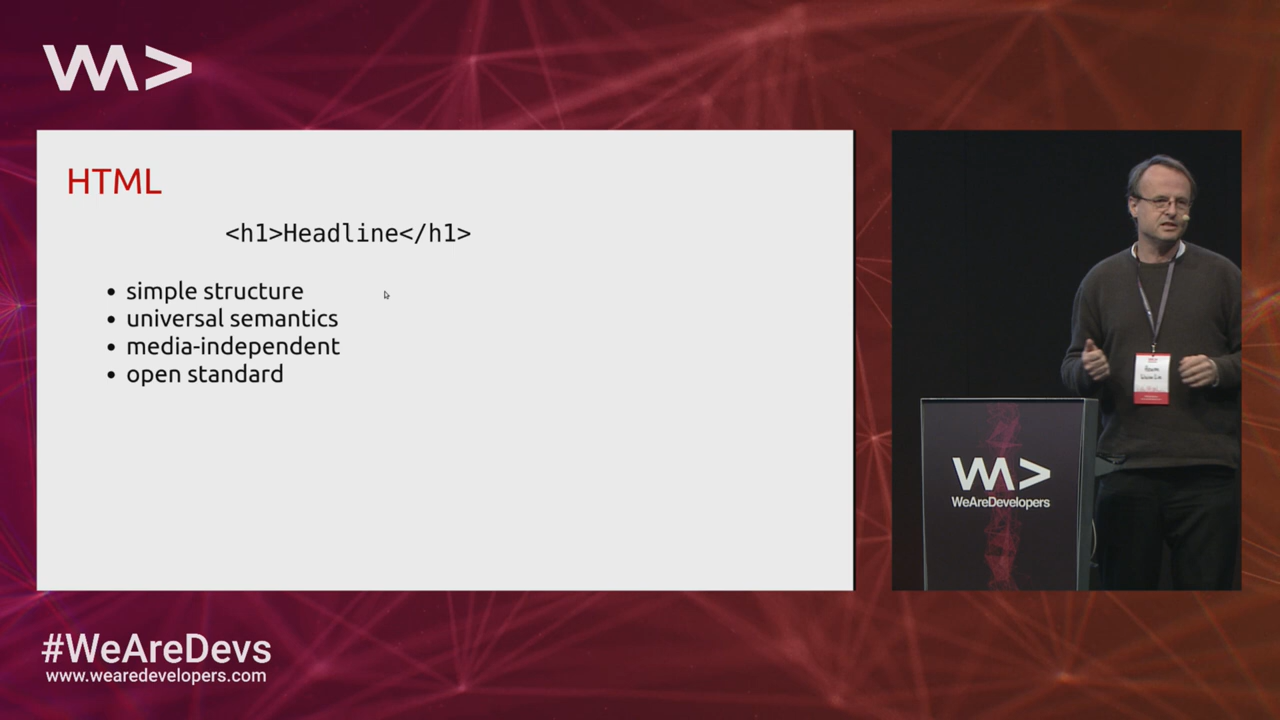 HTML
<h1>Headline</h1>
• simple structure
• universal semantics
• media-independent
• open standard
WeAreDevelopers
#WeAreDevs
www.wearedevelopers.com